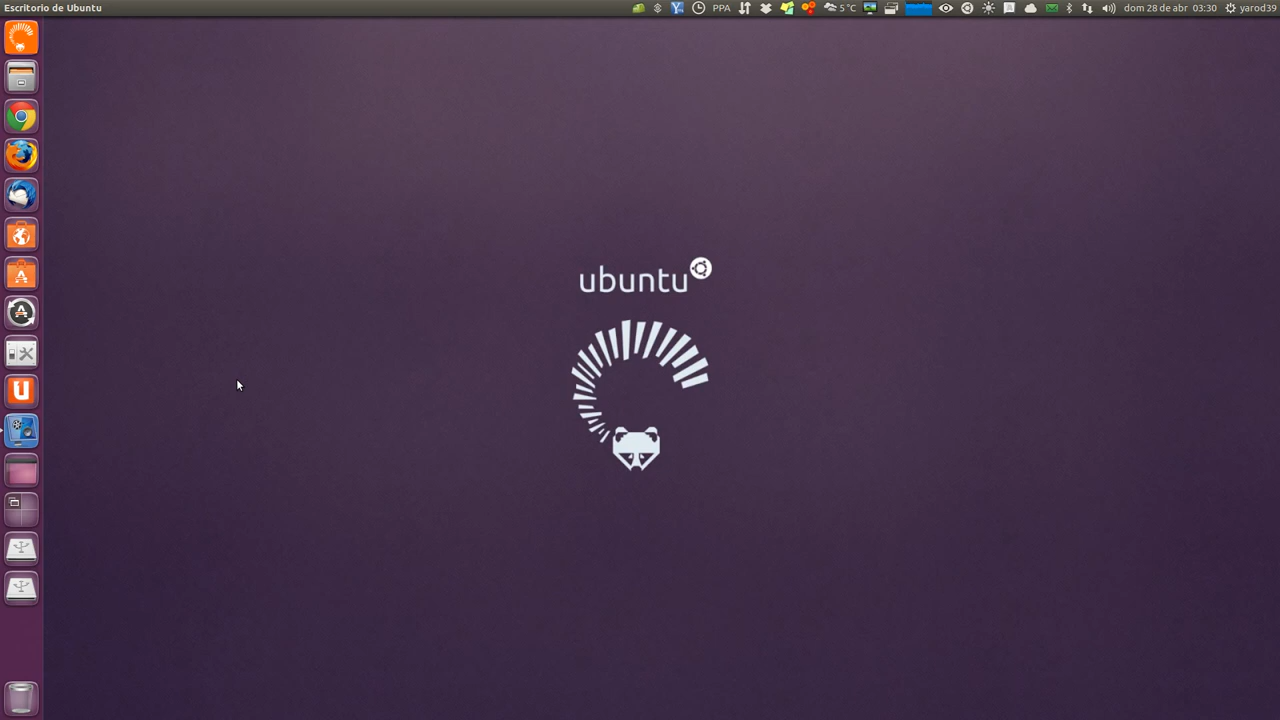 Escritorio de Ubuntu
PPA
5°C
dom 28 de abr 03:30
yarod39
ubuntu